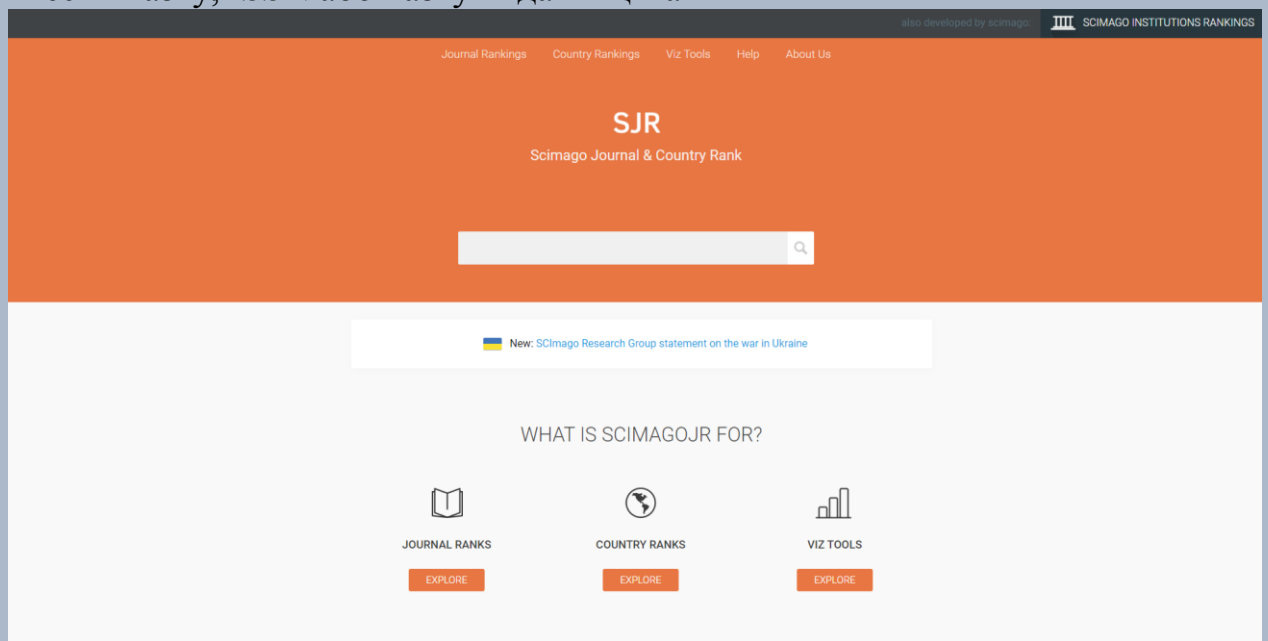 also developed by scimago: SCIMAGO INSTITUTIONS RANKINGS
Journal Rankings Country Rankings Viz Tools Help About Us
SJR
Scimago Journal & Country Rank
New: SCImago Research Group statement on the war in Ukraine
WHAT IS SCIMAGOJR FOR?
JOURNAL RANKS COUNTRY RANKS VIZ TOOLS
EXPLORE EXPLORE EXPLORE